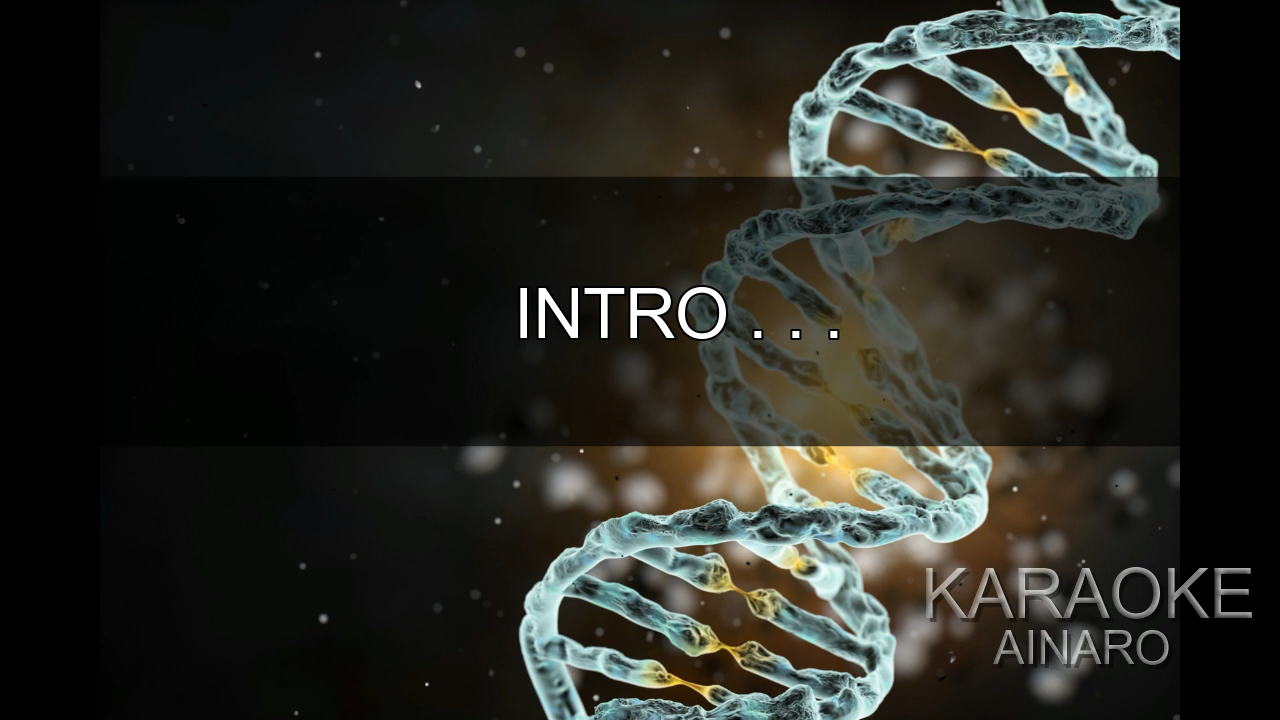 INTRO . . .
KARAOKE
AINARO